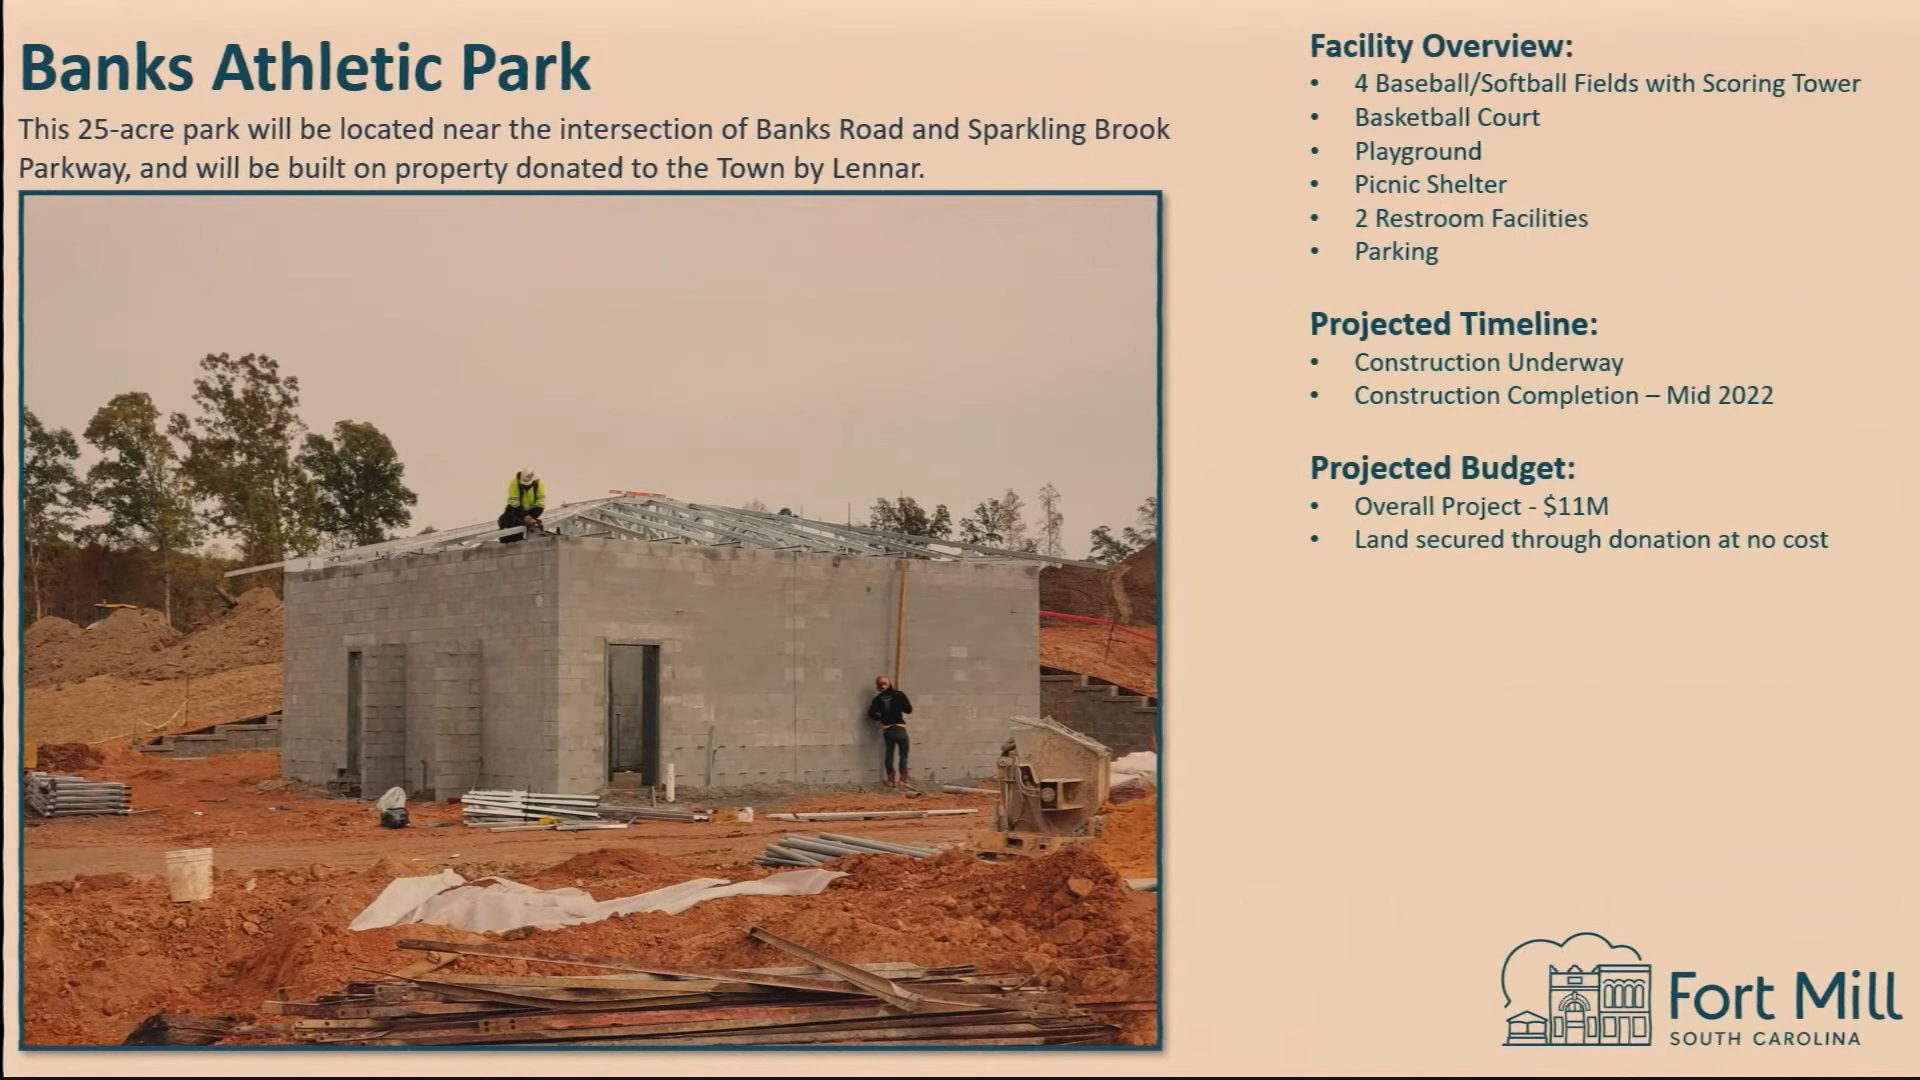 Banks Athletic Park
This 25-acre park will be located near the intersection of Banks Road and Sparkling Brook
Parkway, and will be built on property donated to the Town by Lennar.
Facility Overview:
• 4 Baseball/Softball Fields with Scoring Tower
• Basketball Court
• Playground
• Picnic Shelter
• 2 Restroom Facilities
• Parking
Projected Timeline:
• Construction Underway
• Construction Completion – Mid 2022
Projected Budget:
• Overall Project - $11M
• Land secured through donation at no cost
Fort Mill
SOUTH CAROLINA